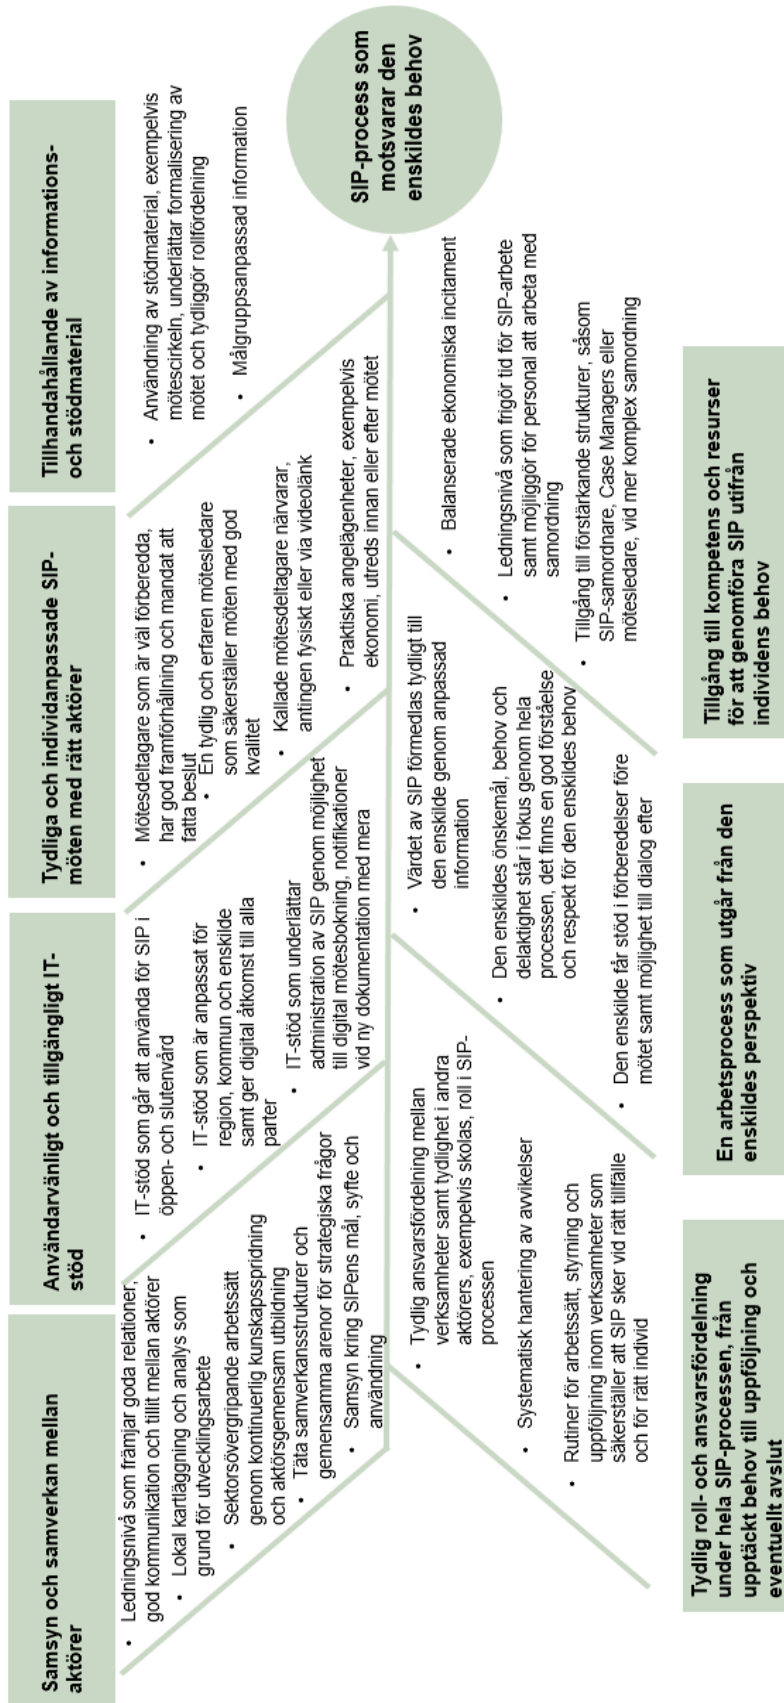 Samsyn och samverkan mellan
aktörer
• Ledningsnivå som främjar goda relationer,
god kommunikation och tillit mellan aktörer
• Lokal kartläggning och analys som
grund för utvecklingsarbete
• Sektorsövergripande arbetssätt
genom kontinuerlig kunskapsspridning
och aktörsgemensam utbildning
• Täta samverkansstrukturer och
gemensamma arenor för strategiska frågor
• Samsyn kring SIPens mål, syfte och
användning
Användarvänligt och tillgängligt IT-
stöd
• IT-stöd som går att använda för SIP i
öppen- och slutenvård
• IT-stöd som är anpassat för
region, kommun och enskilde
samt ger digital åtkomst till alla
parter
• IT-stöd som underlättar
administration av SIP genom möjlighet
till digital mötesbokning, notifikationer
vid ny dokumentation med mera
Tydliga och individanpassade SIP-
möten med rätt aktörer
• Mötesdeltagare som är väl förberedda,
har god framförhållning och mandat att
fatta beslut
• En tydlig och erfaren mötesledare
som säkerställer möten med god
kvalitet
• Kallade mötesdeltagare närvarar,
antingen fysiskt eller via videolänk
• Praktiska angelägenheter, exempelvis
ekonomi, utreds innan eller efter mötet
Tillhandahållande av informations-
och stödmaterial
• Användning av stödmaterial, exempelvis
mötescirkeln, underlättar formalisering av
mötet och tydliggör rollfördelning
• Målgruppsanpassad information
SIP-process som
motsvarar den
enskildes behov
• Tydlig ansvarsfördelning mellan
verksamheter samt tydlighet i andra
aktörers, exempelvis skolas, roll i SIP-
processen
• Systematisk hantering av avvikelser
• Rutiner för arbetssätt, styrning och
uppföljning inom verksamheter som
säkerställer att SIP sker vid rätt tillfälle
och för rätt individ
Tydlig roll- och ansvarsfördelning
under hela SIP-processen, från
upptäckt behov till uppföljning och
eventuellt avslut
• Värdet av SIP förmedlas tydligt till
den enskilde genom anpassad
information
• Den enskildes önskemål, behov och
delaktighet står i fokus genom hela
processen, det finns en god förståelse
och respekt för den enskildes behov
• Den enskilde får stöd i förberedelser före
mötet samt möjlighet till dialog efter
En arbetsprocess som utgår från den
enskildes perspektiv
• Balanserade ekonomiska incitament
• Ledningsnivå som frigör tid för SIP-arbete
samt möjliggör för personal att arbeta med
samordning
• Tillgång till förstärkande strukturer, såsom
SIP-samordnare, Case Managers eller
mötesledare, vid mer komplex samordning
Tillgång till kompetens och resurser
för att genomföra SIP utifrån
individens behov